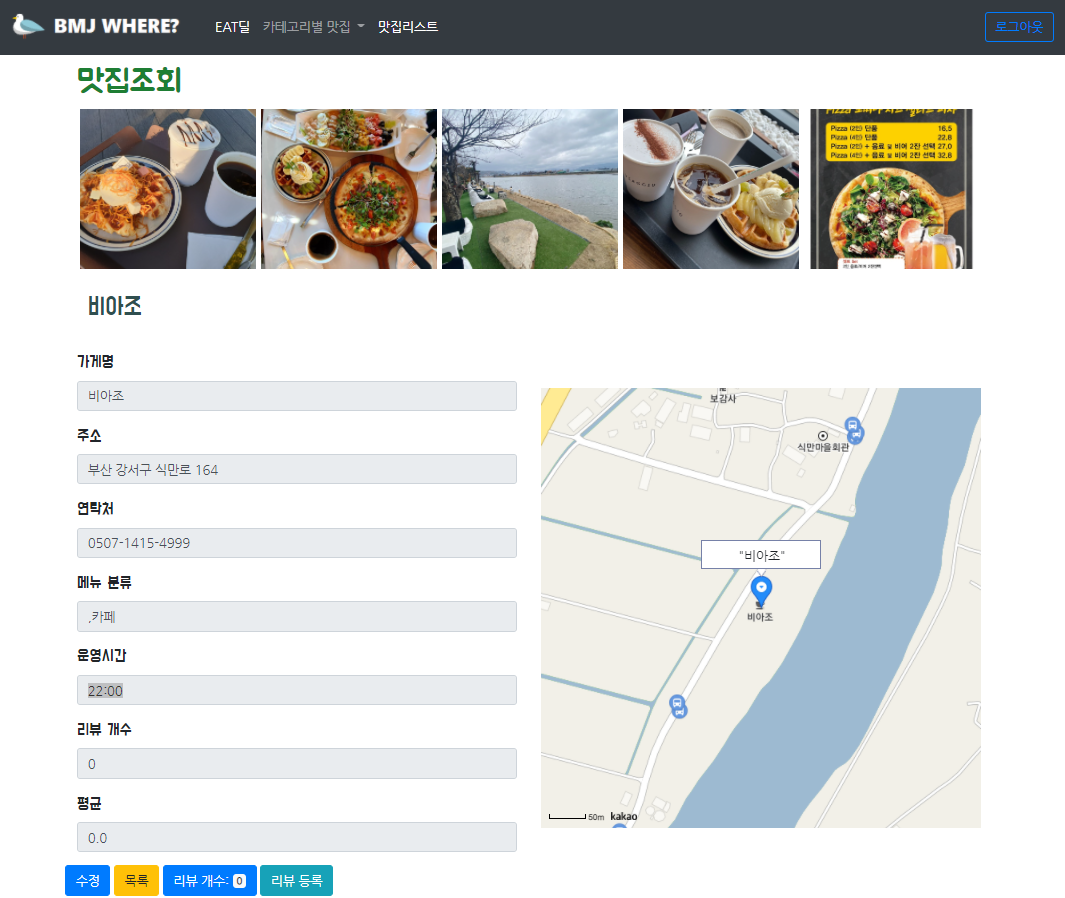 BMJ WHERE?
EAT딜 카테고리별 맛집 맛집리스트
로그아웃
맛집조회
Pizza (2인) 단품 16,5
Pizza (4인) 단품 22,8
Pizza (2인) + 음료 및 비어 2잔 선택 27,0
Pizza (4인) + 음료 및 비어 2잔 선택 32,8
비아조
가게명
비아조
주소
부산 강서구 식만로 164
연락처
0507-1415-4999
메뉴 분류
,카페
운영시간
22:00
리뷰 개수
0
평균
0.0
보감사
식만마을회관
"비아조"
비아조
50m kakao
수정 목록 리뷰 개수: 0 리뷰 등록